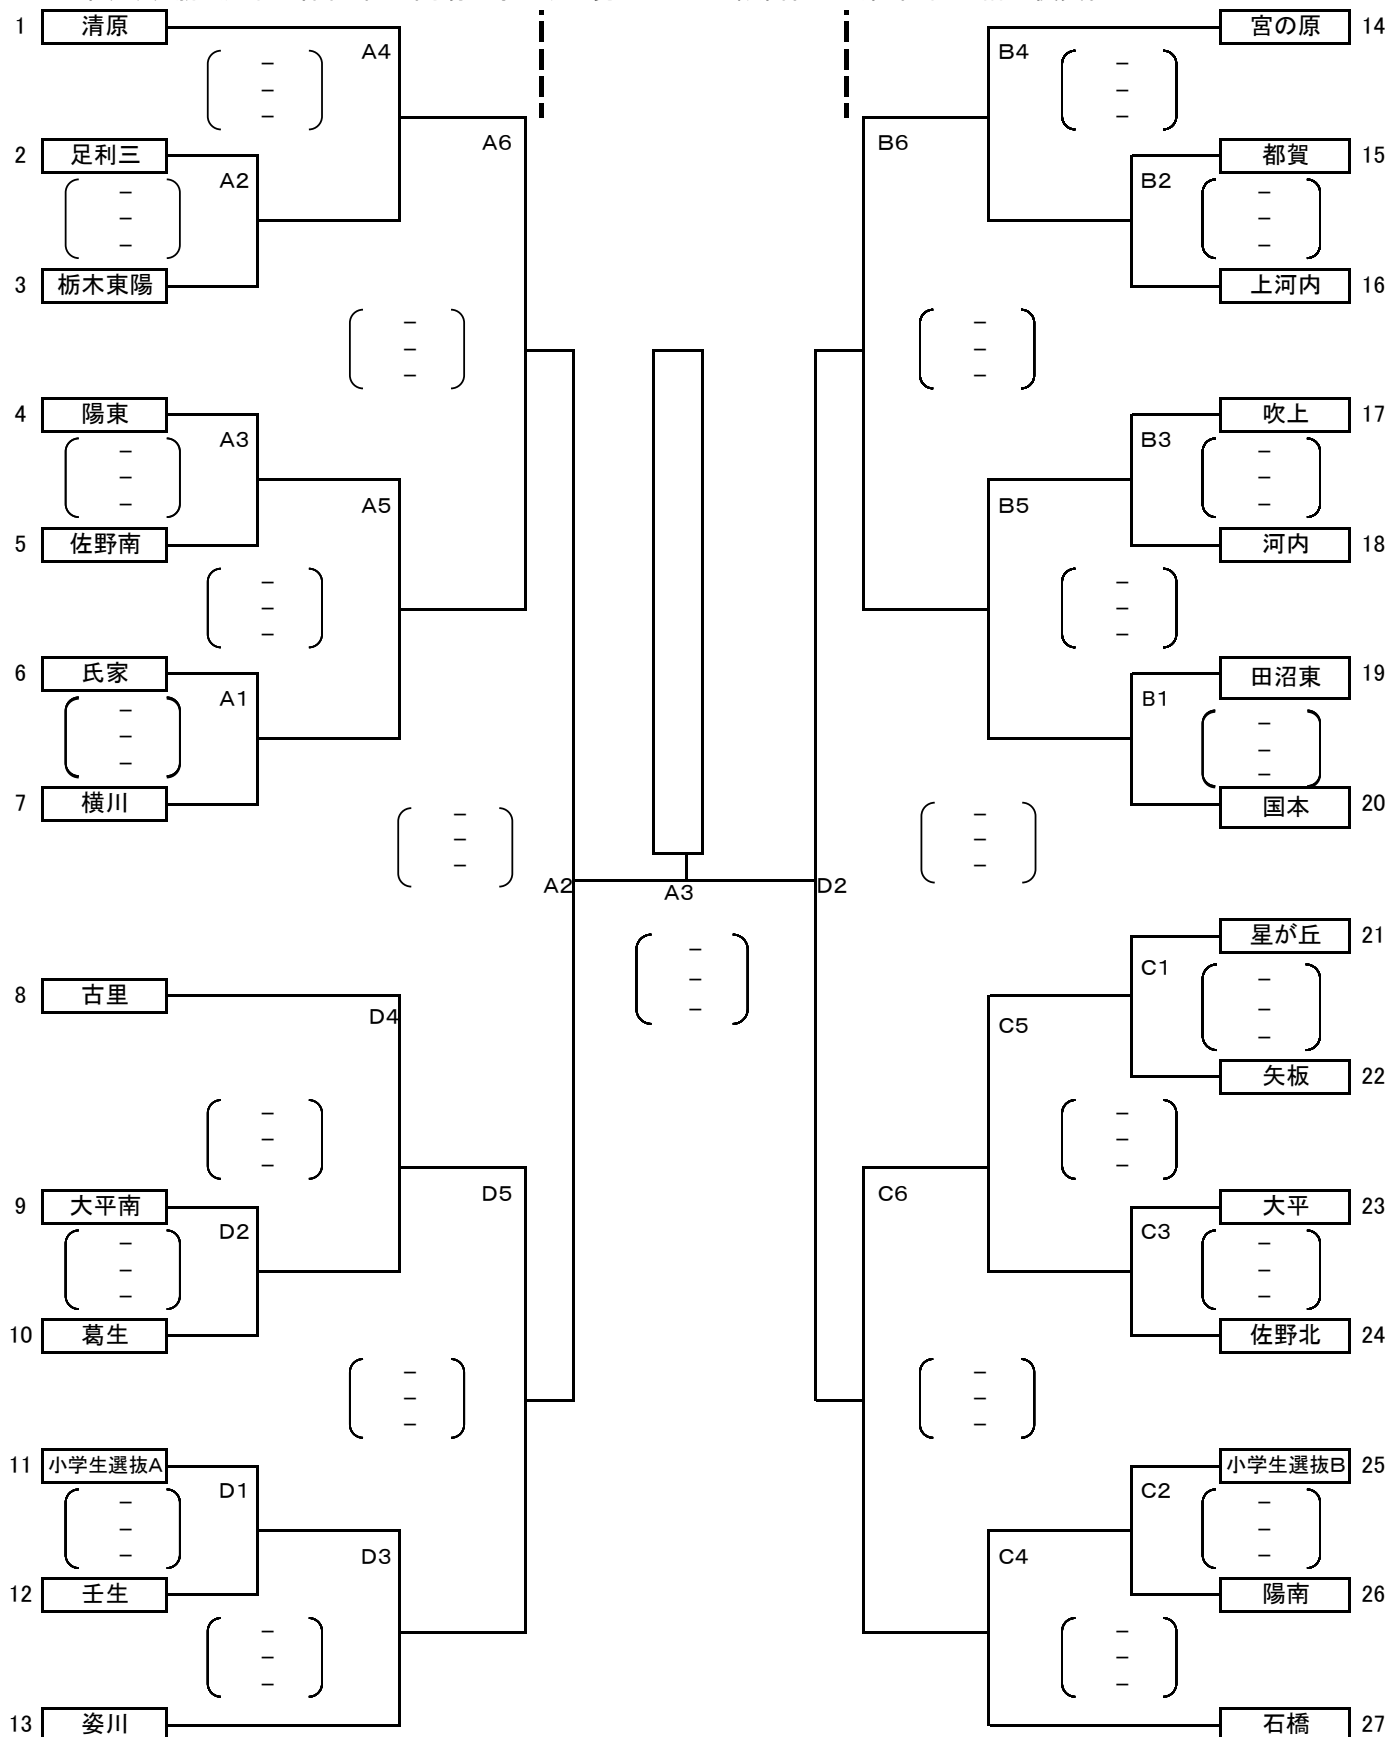 1 清原 A4 B4 宮の原 14
A6 B6
2 足利三 A2 B2 都賀 15
3 栃木東陽 上河内 16
4 陽東 A3 B3 吹上 17
A5 B5
5 佐野南 河内 18
6 氏家 A1 B1 田沼東 19
7 横川 国本 20
A2 A3 D2
星が丘 21
C1
8 古里 D4 C5
矢板 22
D5 C6
9 大平南 D2 C3 大平 23
10 葛生 佐野北 24
11 小学生選抜A D1 C2 小学生選抜B 25
D3 C4
12 壬生 陽南 26
13 姿川 石橋 27